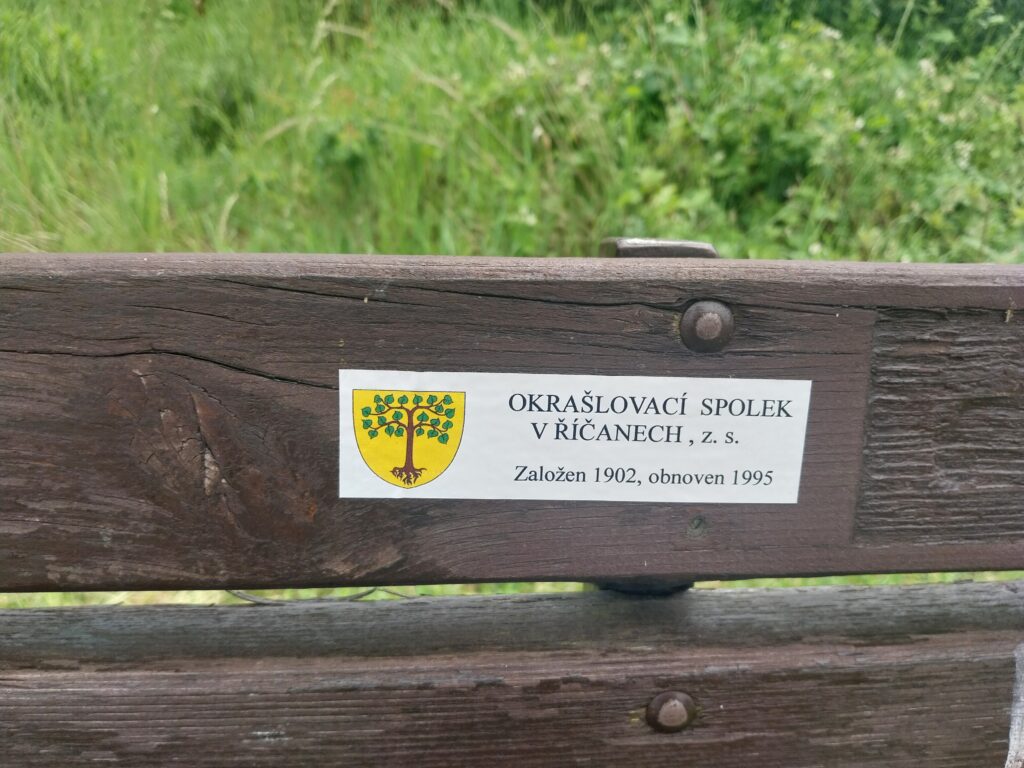 OKRAŠLOVACÍ SPOLEK
V ŘÍČANECH , z. s.
Založen 1902, obnoven 1995